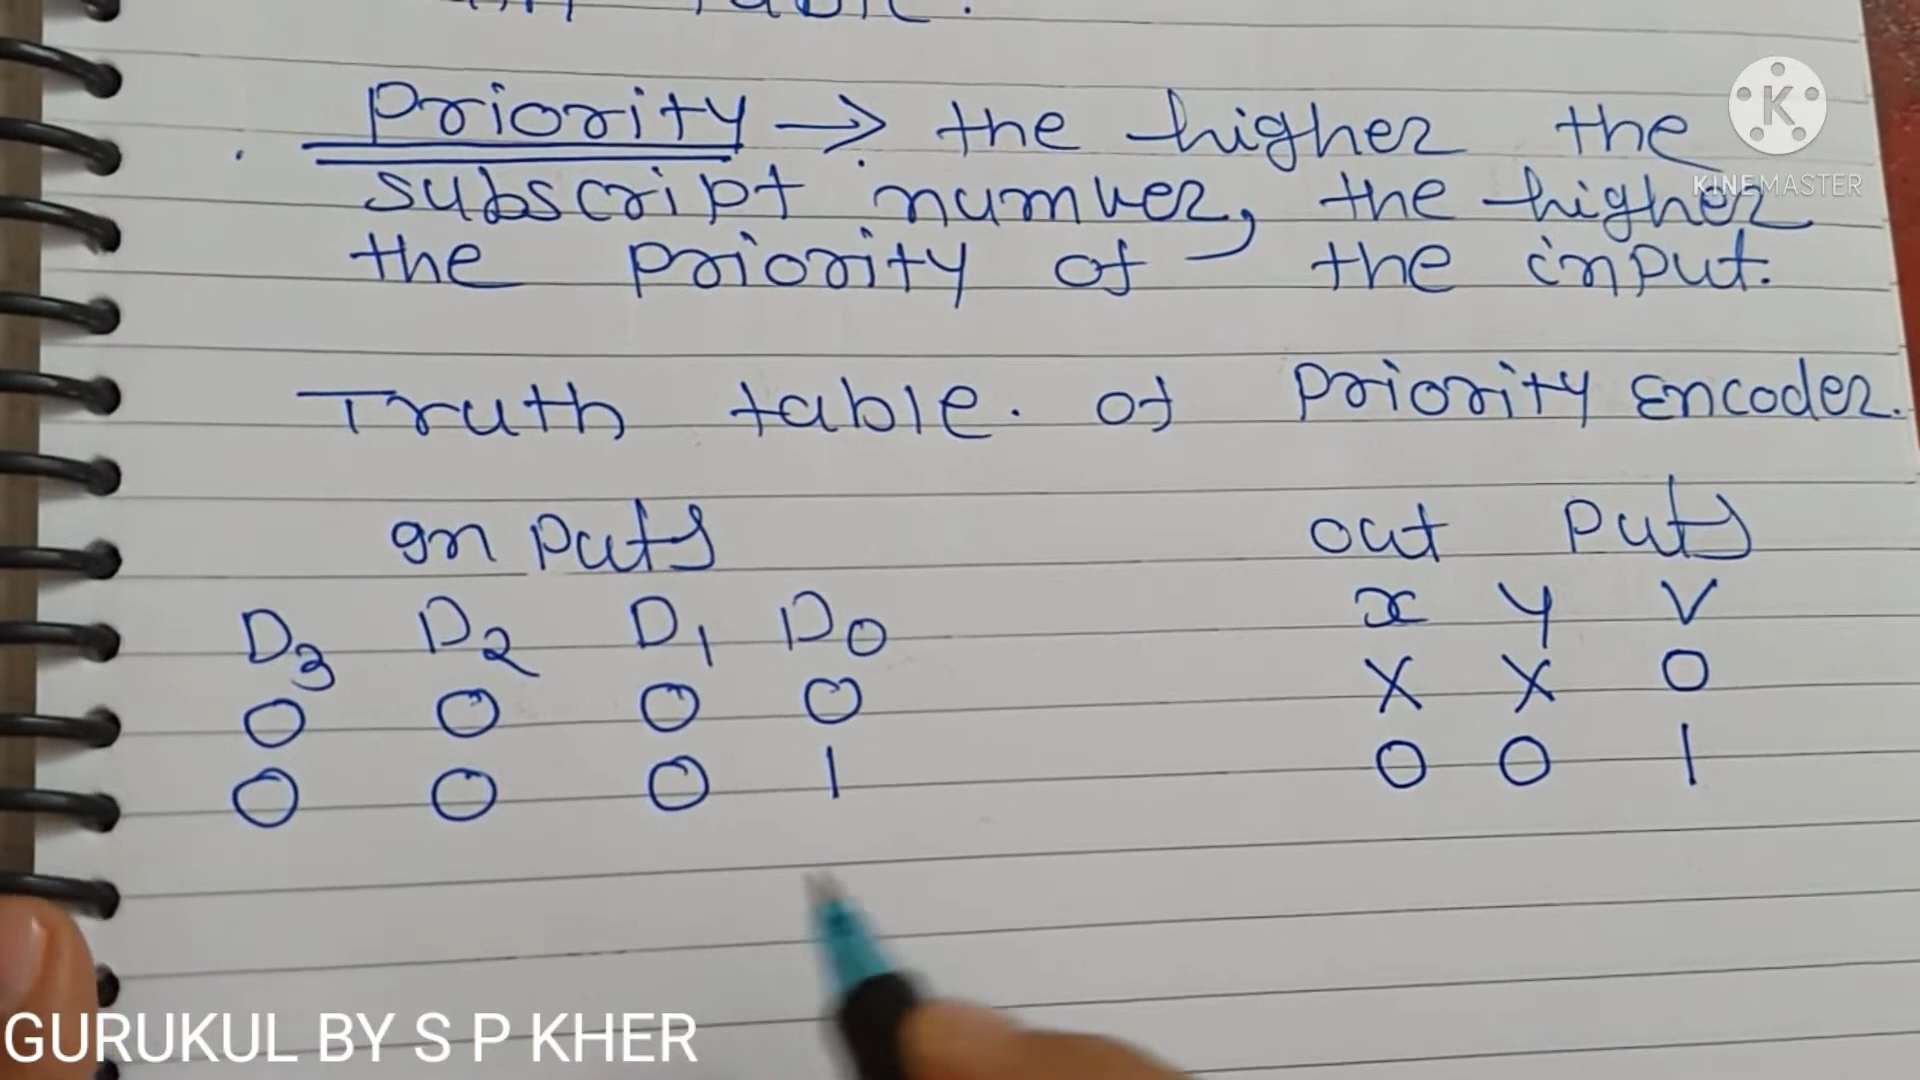 Priority → the higher the
subscript number, the higher
the priority of the input.
Truth table. of Priority Encoder.
Inputs out puts
D3 D2 D1 D0 x y V
0 0 0 0 X X 0
0 0 0 1 0 0 1
K
KINEMASTER
GURUKUL BY S P KHER